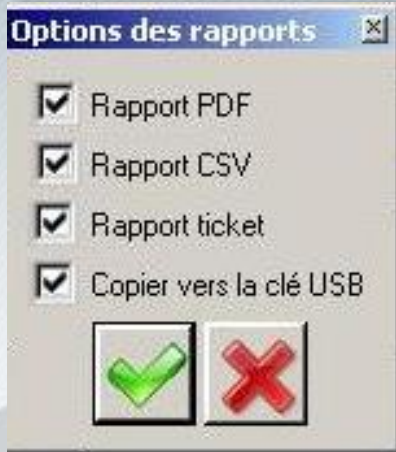 Options des rapports
Rapport PDF
Rapport CSV
Rapport ticket
Copier vers la clé USB